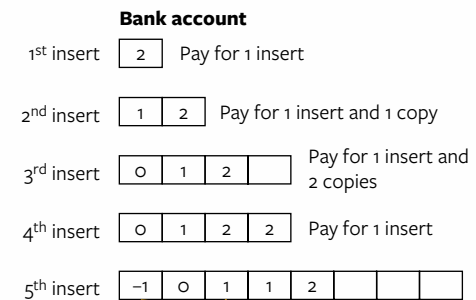 Bank account
1st insert 2 Pay for 1 insert
2nd insert 1 2 Pay for 1 insert and 1 copy
3rd insert 0 1 2 Pay for 1 insert and
2 copies
4th insert 0 1 2 2 Pay for 1 insert
5th insert –1 0 1 1 2